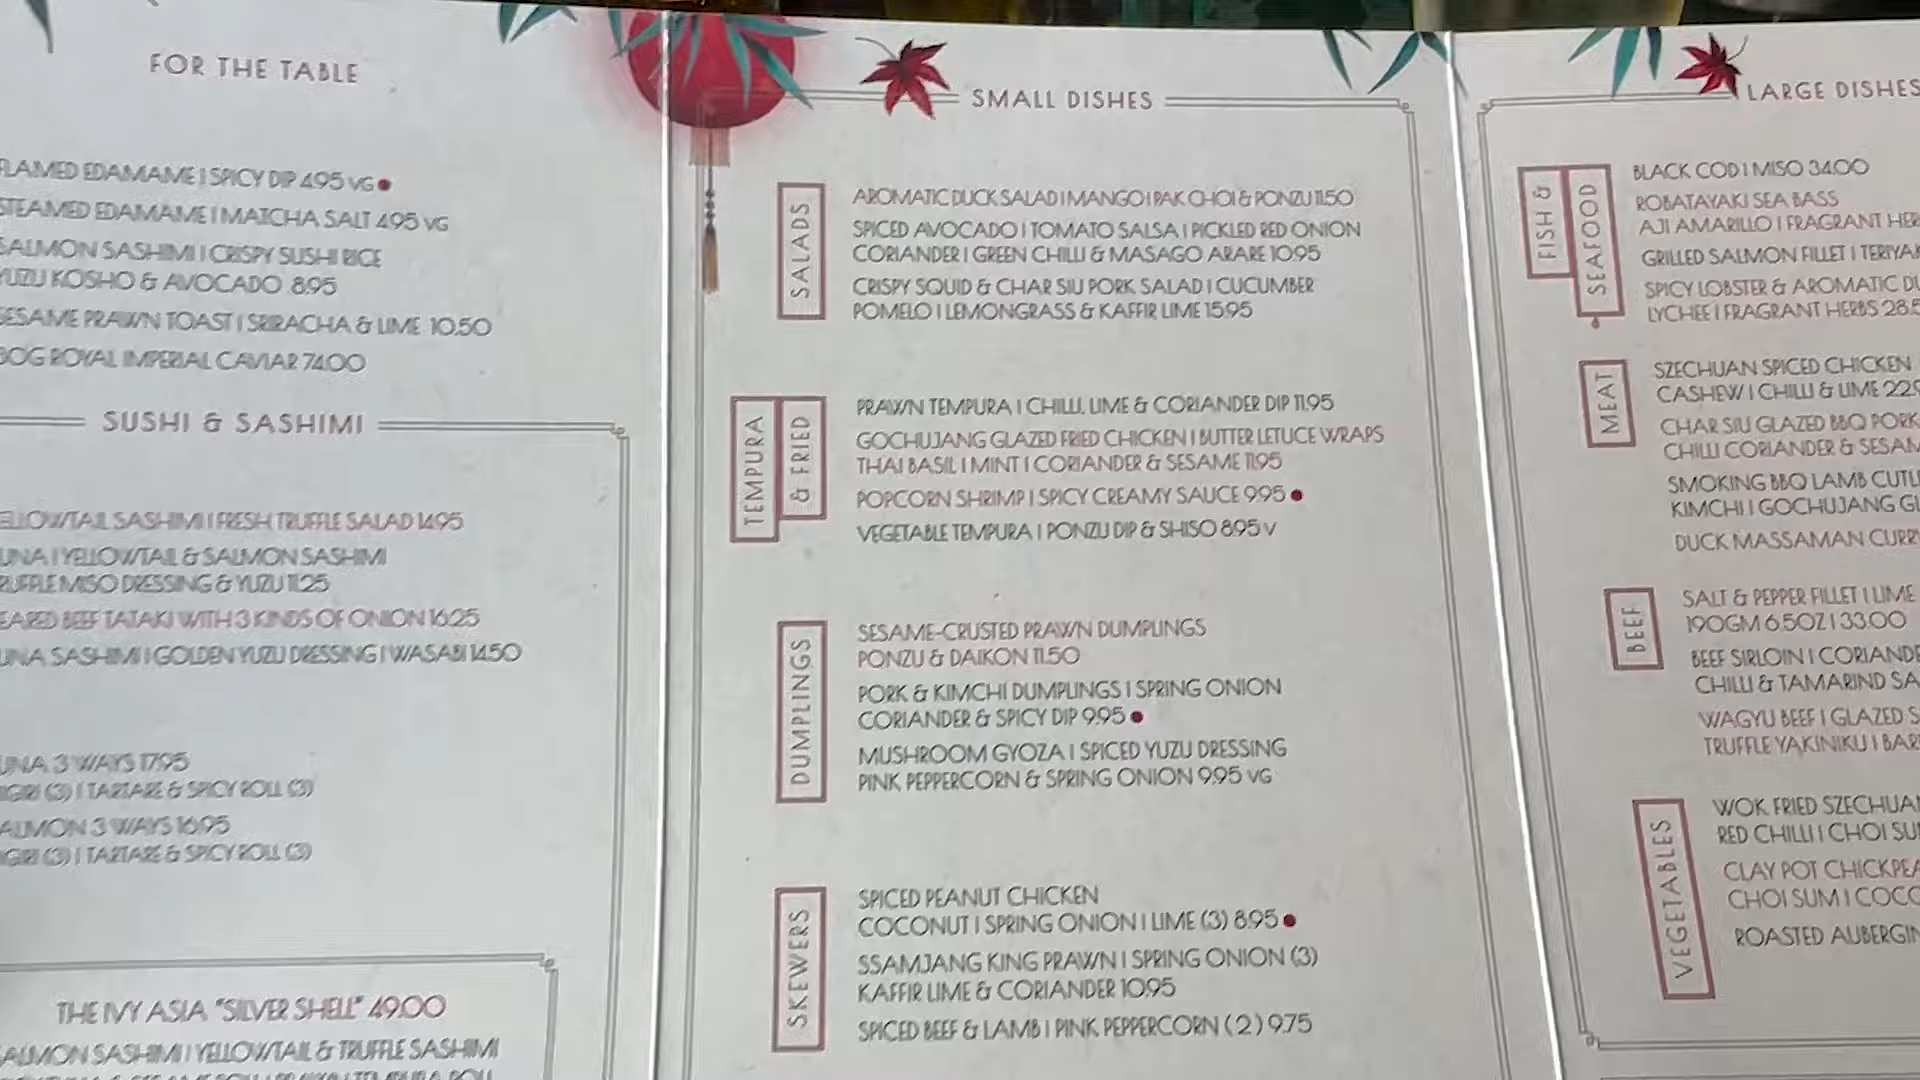 FOR THE TABLE
FLAMED EDAMAME | SPICY DIP 4.95 VG
STEAMED EDAMAME | MATCHA SALT 4.95 VG
SALMON SASHIMI | CRISPY SUSHI RICE
YUZU KOSHO & AVOCADO 8.95
SESAME PRAWN TOAST | SRIRACHA & LIME 10.50
30G ROYAL IMPERIAL CAVIAR 74.00
SUSHI & SASHIMI
YELLOWTAIL SASHIMI | FRESH TRUFFLE SALAD 14.95
TUNA | YELLOWTAIL & SALMON SASHIMI
TRUFFLE MISO DRESSING & YUZU 11.25
SEARED BEEF TATAKI WITH 3 KINDS OF ONION 16.25
TUNA SASHIMI | GOLDEN YUZU DRESSING | WASABI 14.50
TUNA 3 WAYS 17.95
NIGIRI (3) | TARTARE & SPICY ROLL (3)
SALMON 3 WAYS 16.95
NIGIRI (3) | TARTARE & SPICY ROLL (3)
THE IVY ASIA "SILVER SHELL" 49.00
SALMON SASHIMI | YELLOWTAIL & TRUFFLE SASHIMI
SMALL DISHES
SALADS
AROMATIC DUCK SALAD | MANGO | PAK CHOI & PONZU 11.50
SPICED AVOCADO | TOMATO SALSA | PICKLED RED ONION
CORIANDER | GREEN CHILLI & MASAGO ARARE 10.95
CRISPY SQUID & CHAR SIU PORK SALAD | CUCUMBER
POMELO | LEMONGRASS & KAFFIR LIME 15.95
TEMPURA
& FRIED
PRAWN TEMPURA | CHILLI, LIME & CORIANDER DIP 11.95
GOCHUJANG GLAZED FRIED CHICKEN | BUTTER LETUCE WRAPS
THAI BASIL | MINT | CORIANDER & SESAME 11.95
POPCORN SHRIMP | SPICY CREAMY SAUCE 9.95
VEGETABLE TEMPURA | PONZU DIP & SHISO 8.95 V
DUMPLINGS
SESAME-CRUSTED PRAWN DUMPLINGS
PONZU & DAIKON 11.50
PORK & KIMCHI DUMPLINGS | SPRING ONION
CORIANDER & SPICY DIP 9.95
MUSHROOM GYOZA | SPICED YUZU DRESSING
PINK PEPPERCORN & SPRING ONION 9.95 VG
SKEWERS
SPICED PEANUT CHICKEN
COCONUT | SPRING ONION | LIME (3) 8.95
SSAMJANG KING PRAWN | SPRING ONION (3)
KAFFIR LIME & CORIANDER 10.95
SPICED BEEF & LAMB | PINK PEPPERCORN (2) 9.75
LARGE DISHES
FISH &
SEAFOOD
BLACK COD | MISO 34.00
ROBATAYAKI SEA BASS
AJI AMARILLO | FRAGRANT
GRILLED SALMON FILLET |
SPICY LOBSTER & AROMATIC
LYCHEE | FRAGRANT HERBS
MEAT
SZECHUAN SPICED CHICKEN
CASHEW | CHILLI & LIME
CHAR SIU GLAZED BBQ PORK
CHILLI CORIANDER &
SMOKING BBQ LAMB
KIMCHI | GOCHUJANG
DUCK MASSAMAN
BEEF
SALT & PEPPER FILLET | LIME
190GM 6.5OZ | 33.00
BEEF SIRLOIN |
CHILLI & TAMARIND
WAGYU BEEF | GLAZED
TRUFFLE YAKINIKU |
VEGETABLES
WOK FRIED
RED CHILLI | CHOI
CLAY POT
CHOI SUM |
ROASTED